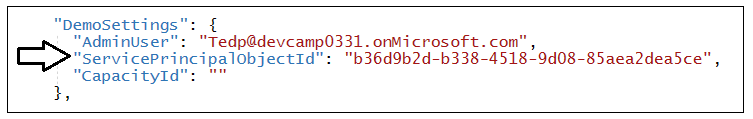 "DemoSettings": {
"AdminUser": "Tedp@devcamp0331.onMicrosoft.com",
"ServicePrincipalObjectId": "b36d9b2d-b338-4518-9d08-85aea2dea5ce",
"CapacityId": ""
},